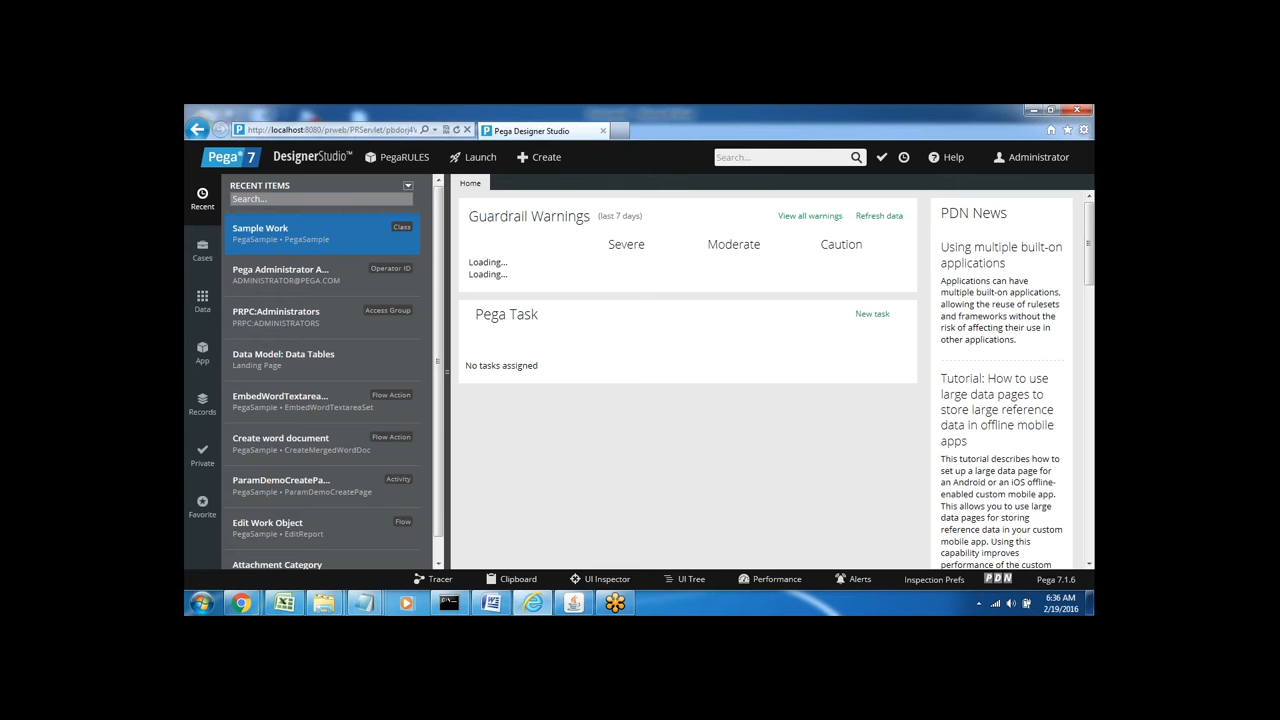 http://localhost:8080/prweb/PRServlet/pbdorj4V
Pega Designer Studio
Pega 7
DesignerStudio™
PegaRULES
Launch
Create
Search...
Help
Administrator
Recent
Cases
Data
App
Records
Private
Favorite
RECENT ITEMS
Search...
Sample Work
Class
PegaSample • PegaSample
Pega Administrator A...
Operator ID
ADMINISTRATOR@PEGA.COM
PRPC:Administrators
Access Group
PRPC:ADMINISTRATORS
Data Model: Data Tables
Landing Page
EmbedWordTextarea...
Flow Action
PegaSample • EmbedWordTextareaSet
Create word document
Flow Action
PegaSample • CreateMergedWordDoc
ParamDemoCreatePa...
Activity
PegaSample • ParamDemoCreatePage
Edit Work Object
Flow
PegaSample • EditReport
Attachment Category
Home
Guardrail Warnings (last 7 days)
View all warnings
Refresh data
Severe
Moderate
Caution
Loading...
Loading...
Pega Task
New task
No tasks assigned
PDN News
Using multiple built-on
applications
Applications can have
multiple built-on applications,
allowing the reuse of rulesets
and frameworks without the
risk of affecting their use in
other applications.
Tutorial: How to use
large data pages to
store large reference
data in offline mobile
apps
This tutorial describes how to
set up a large data page for
an Android or an iOS offline-
enabled custom mobile app.
This allows you to use large
data pages for storing
reference data in your custom
mobile app. Using this
capability improves
performance of the custom
Tracer
Clipboard
UI Inspector
UI Tree
Performance
Alerts
Inspection Prefs
PDN
Pega 7.1.6
6:36 AM
2/19/2016